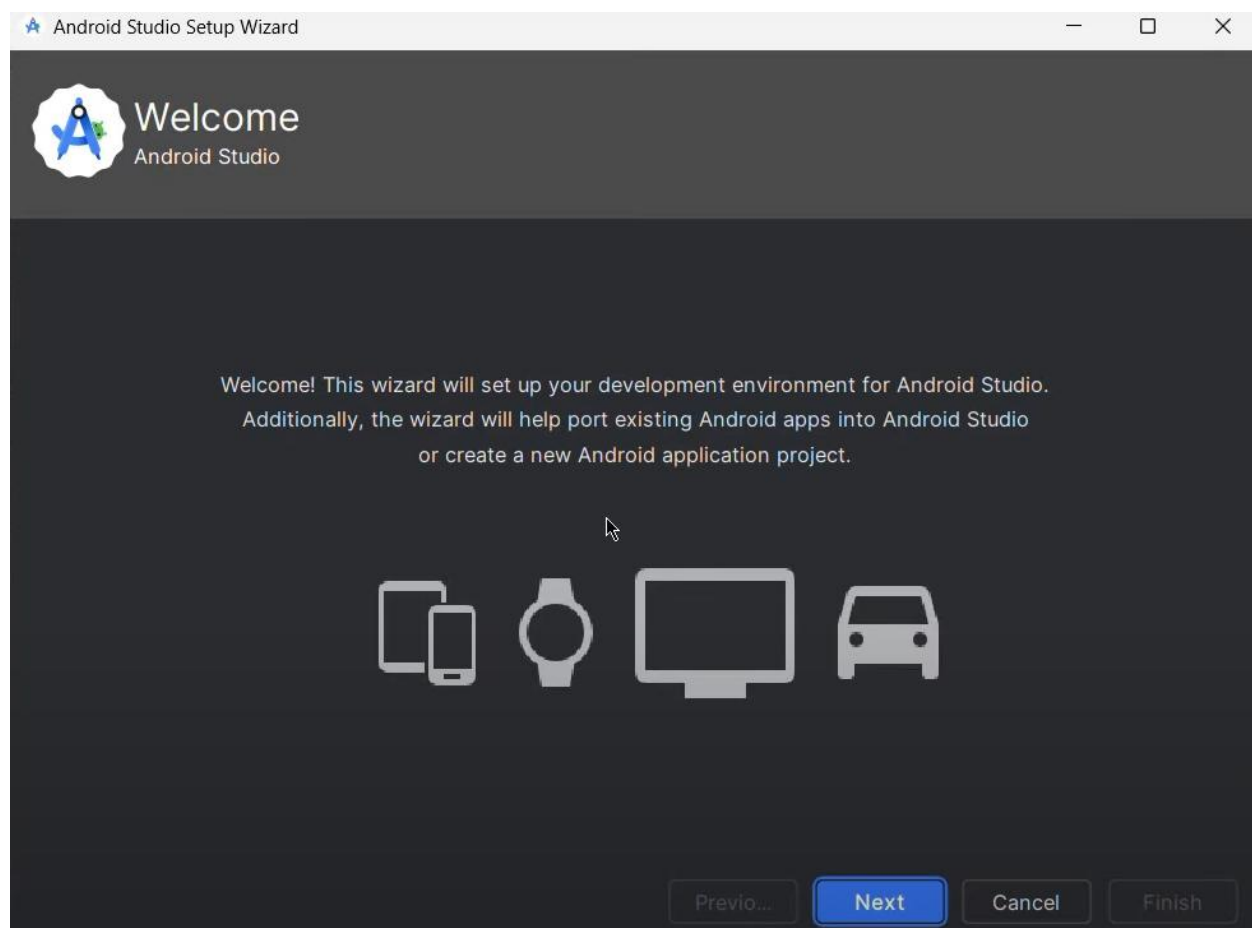 Android Studio Setup Wizard
Welcome
Android Studio
Welcome! This wizard will set up your development environment for Android Studio.
Additionally, the wizard will help port existing Android apps into Android Studio
or create a new Android application project.
Previo...
Next
Cancel
Finish